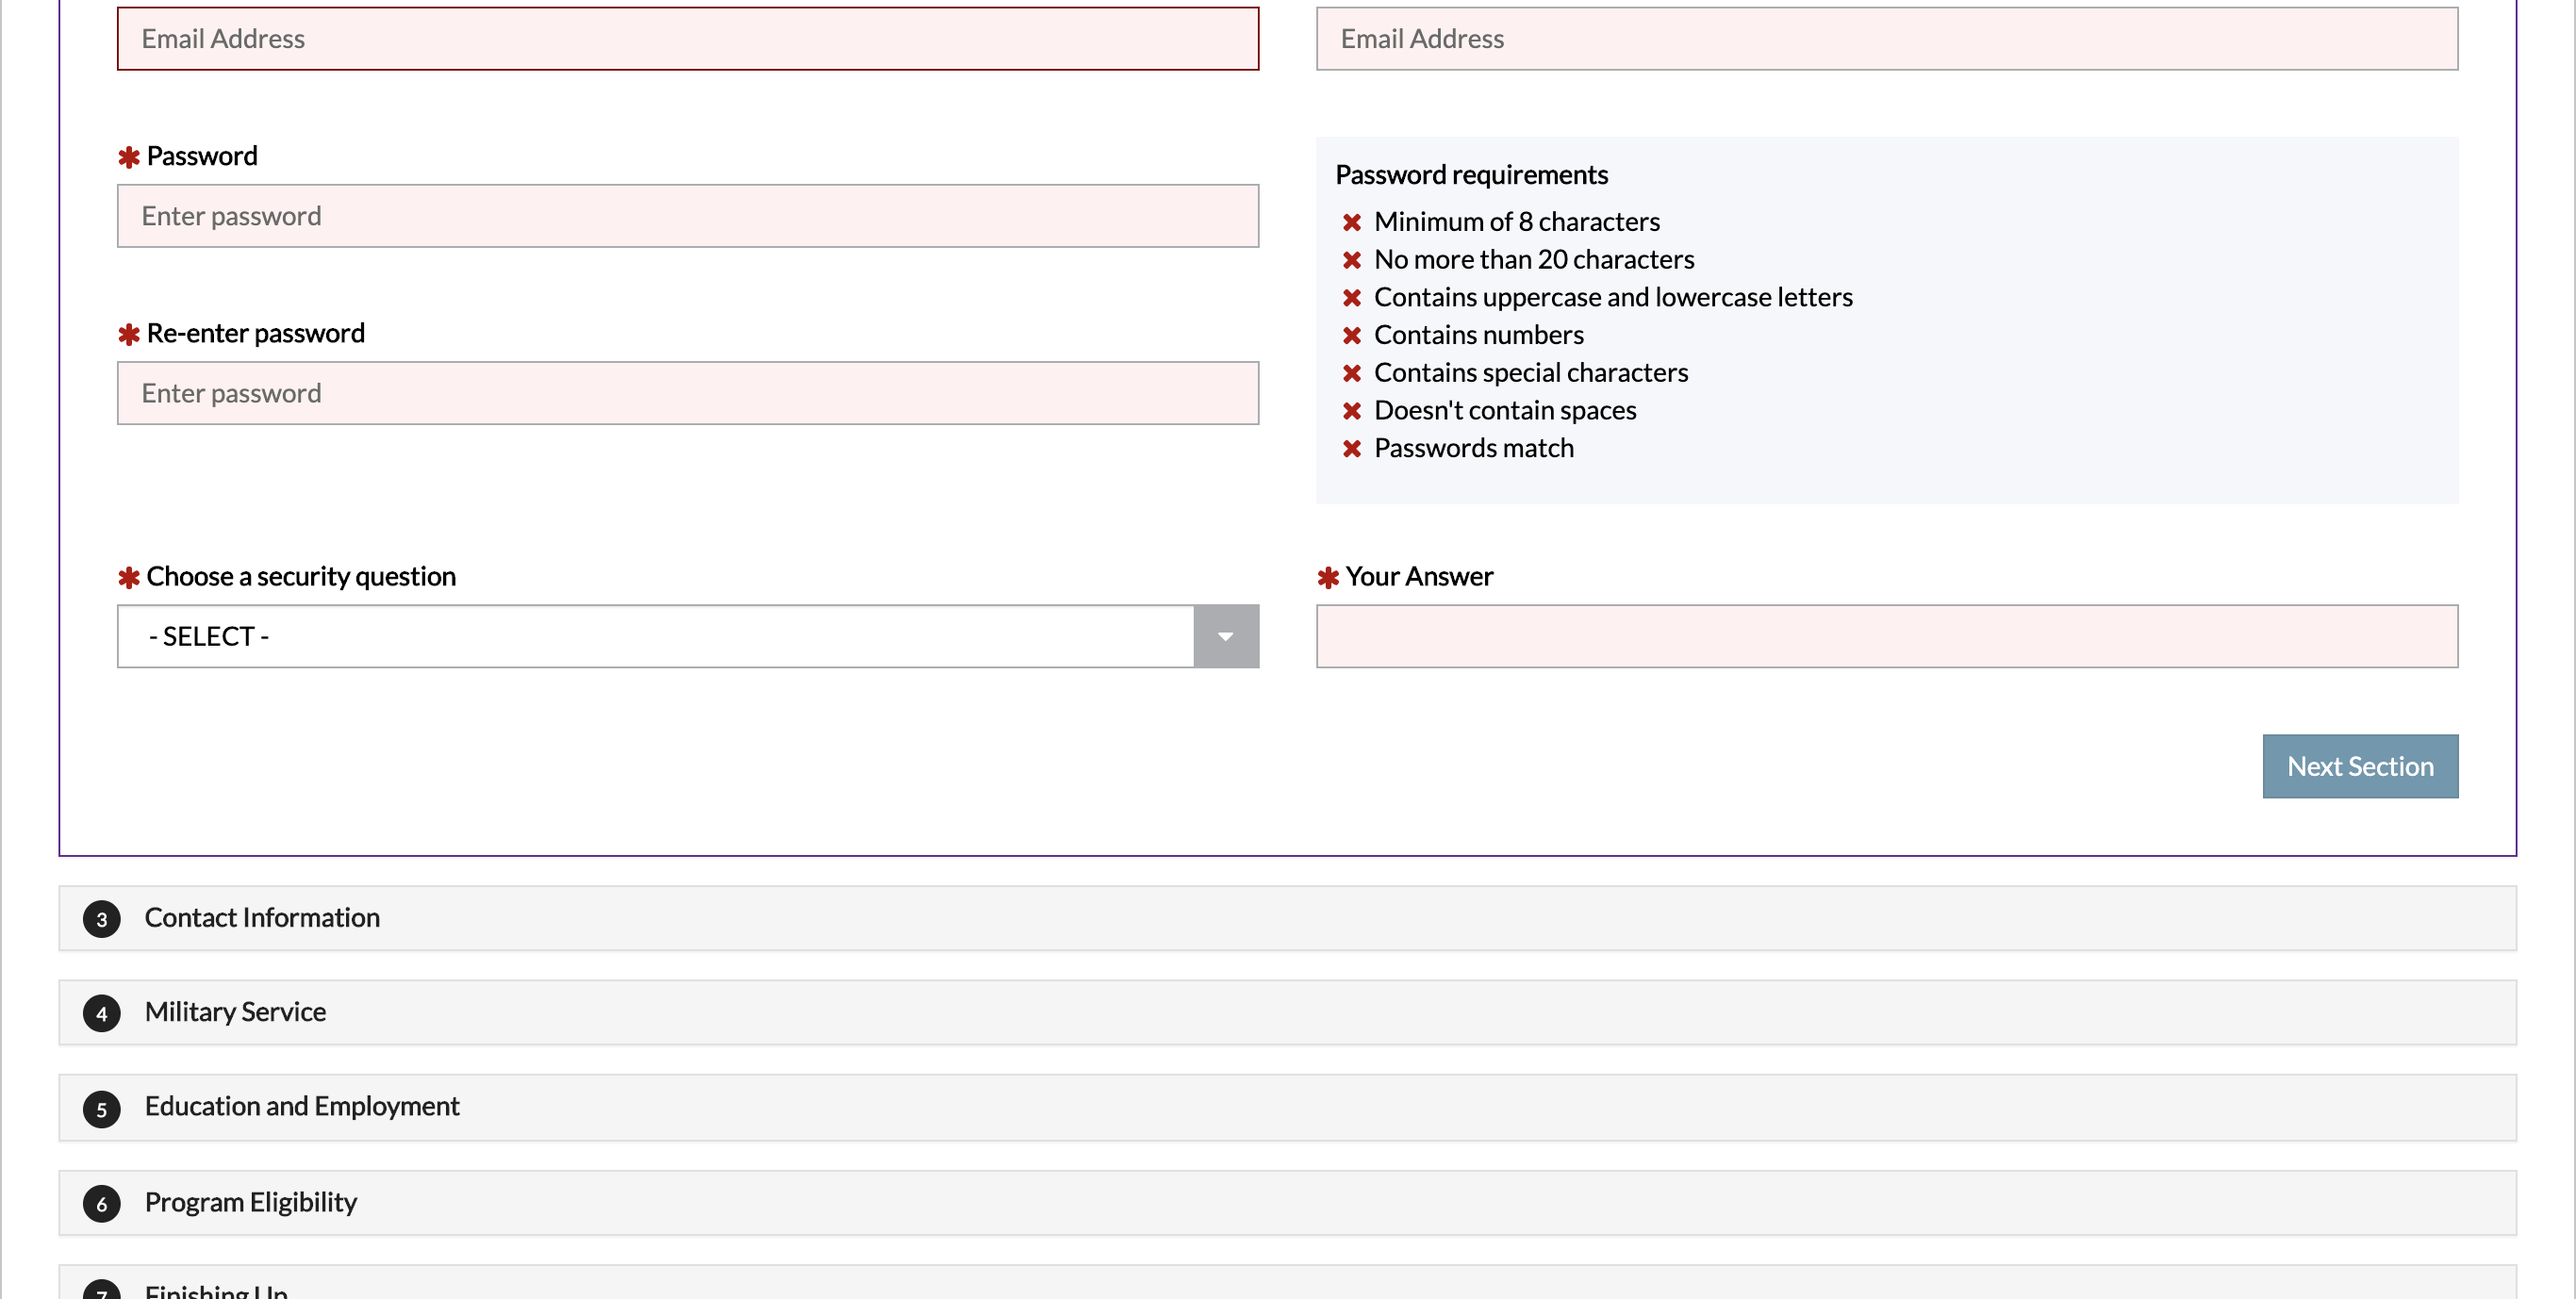 Email Address
Email Address
✱ Password
Enter password
✱ Re-enter password
Enter password
Password requirements
✖ Minimum of 8 characters
✖ No more than 20 characters
✖ Contains uppercase and lowercase letters
✖ Contains numbers
✖ Contains special characters
✖ Doesn't contain spaces
✖ Passwords match
✱ Choose a security question
- SELECT -
✱ Your Answer
Next Section
3 Contact Information
4 Military Service
5 Education and Employment
6 Program Eligibility
7 Finishing Up